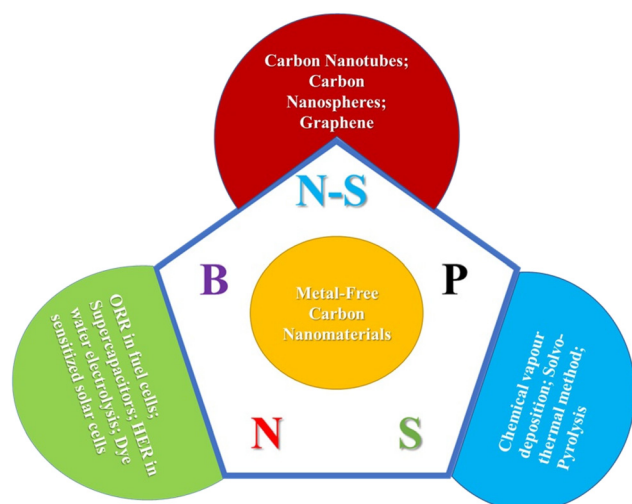 Carbon Nanotubes;
Carbon
Nanospheres;
Graphene
N-S
B
P
Metal-Free
Carbon
Nanomaterials
N
S
ORR in fuel cells;
Supercapacitors; HER in
water electrolysis; Dye
sensitized solar cells
Chemical vapour
deposition; Solvo-
thermal method;
Pyrolysis